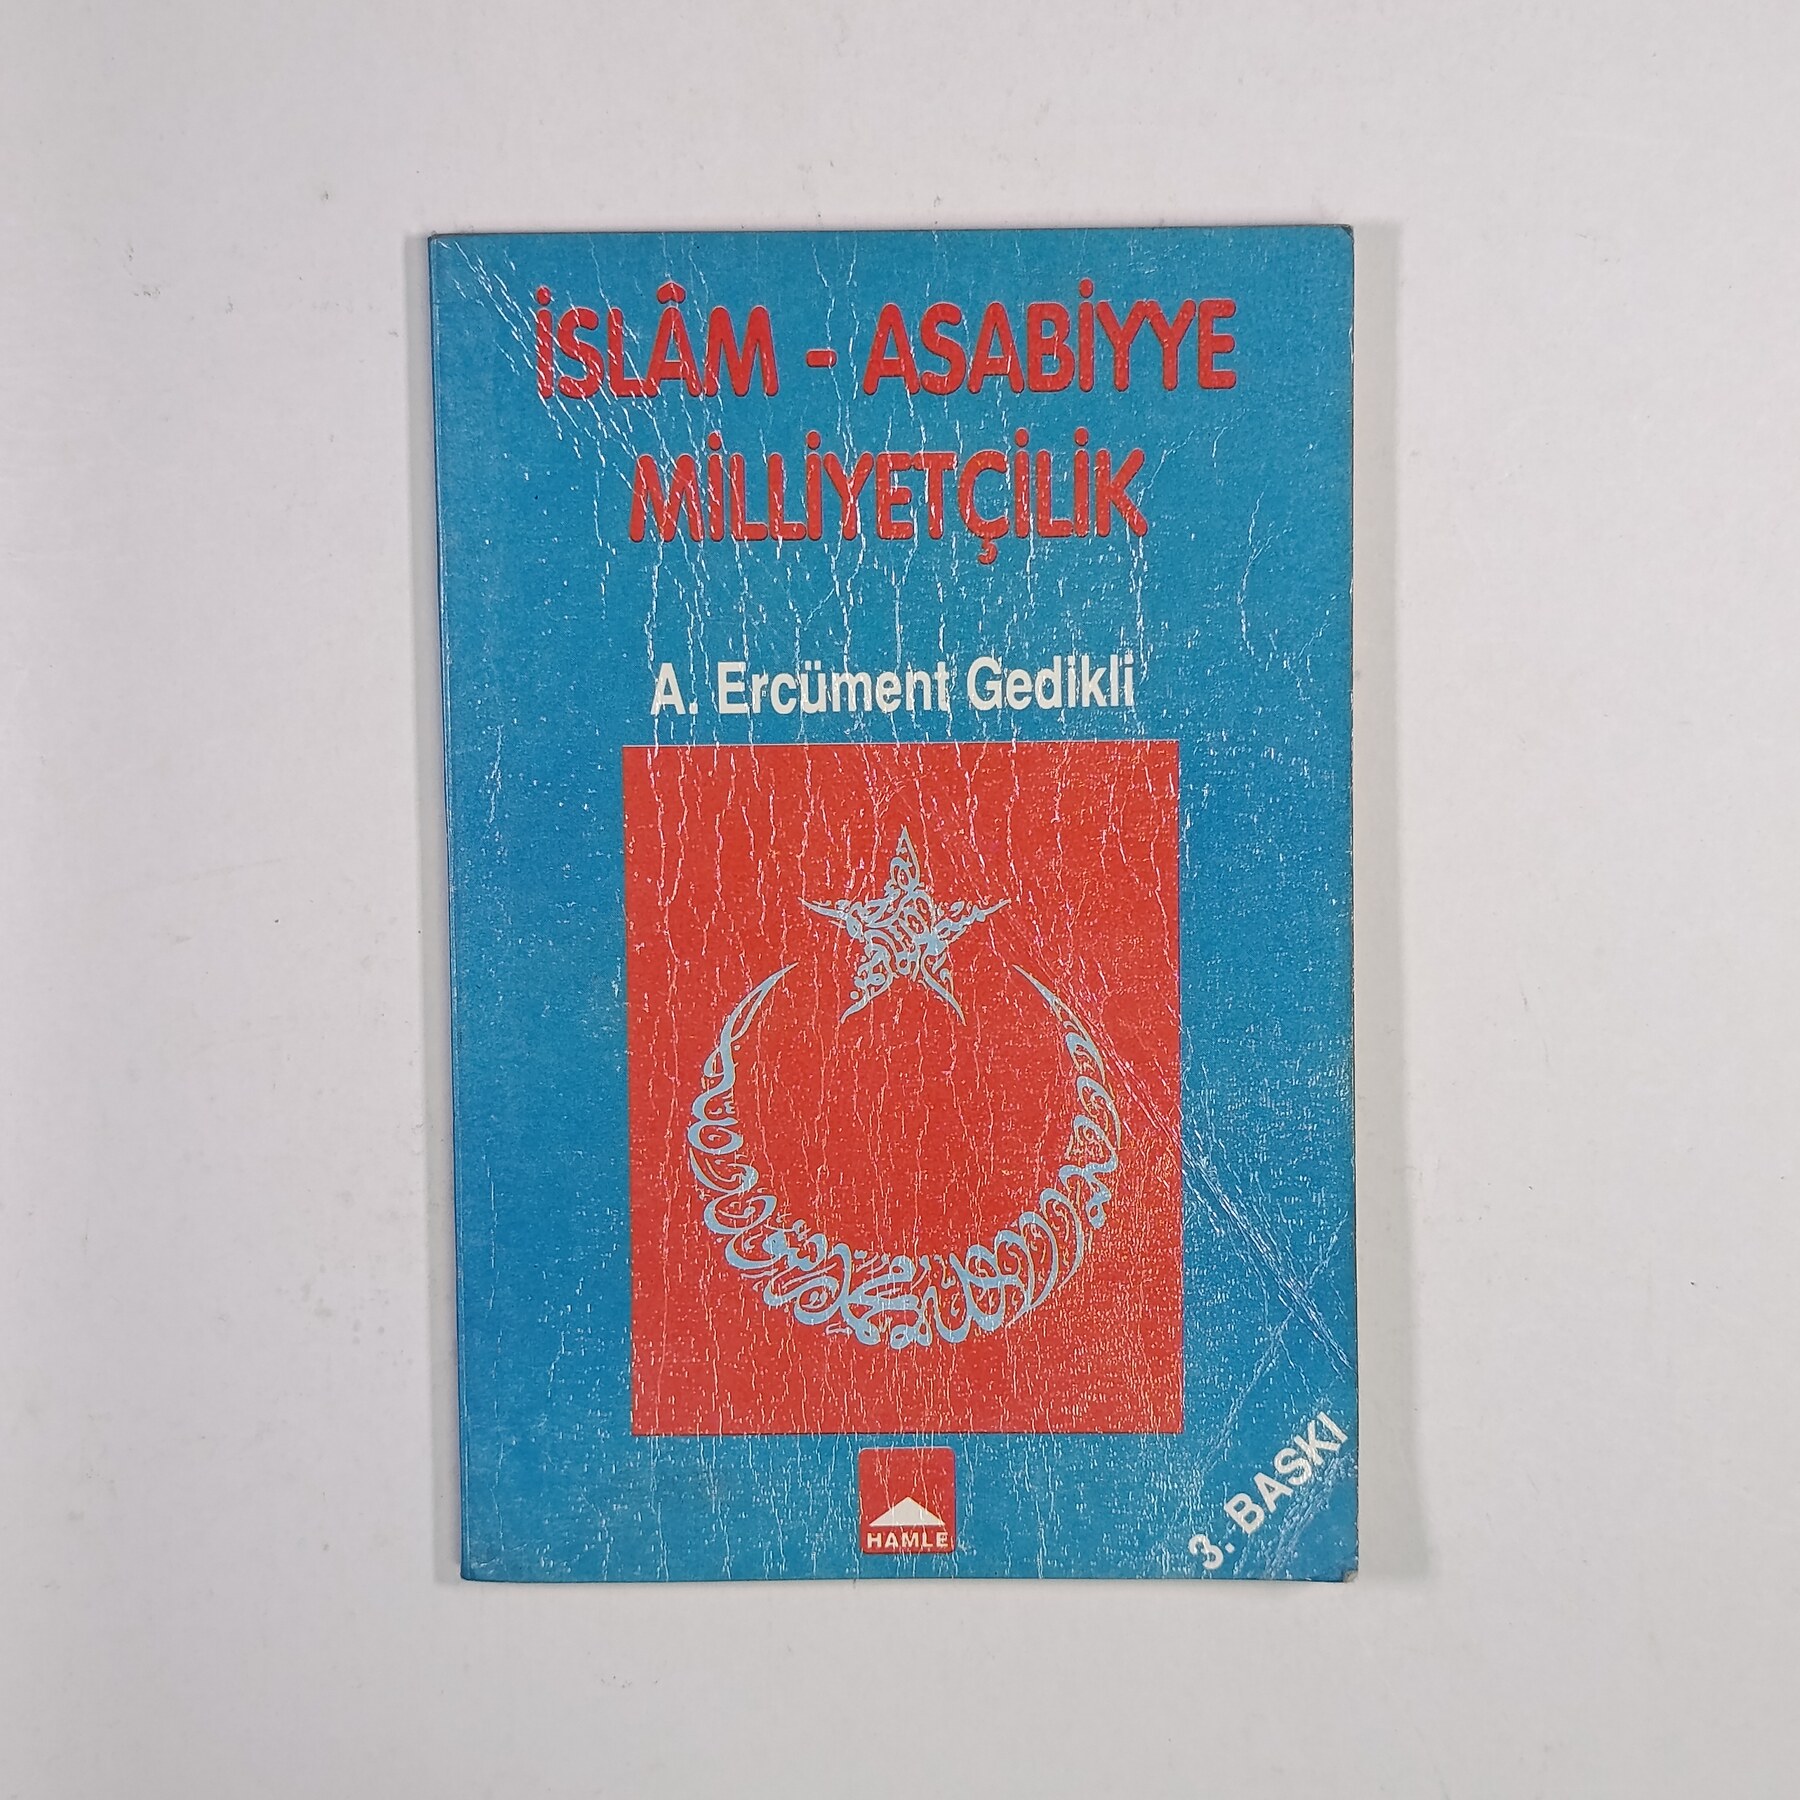 İSLÂM - ASABİYYE
MİLLİYETÇİLİK
A. Ercüment Gedikli
HAMLE
3. BASKI